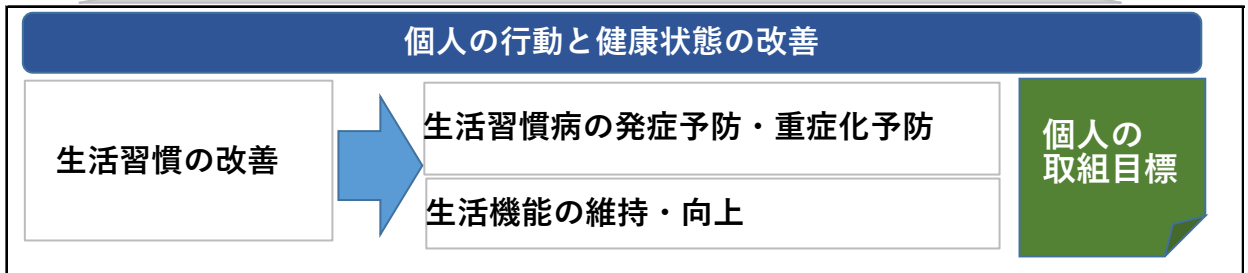 個人の行動と健康状態の改善
生活習慣の改善
生活習慣病の発症予防・重症化予防
生活機能の維持・向上
個人の
取組目標